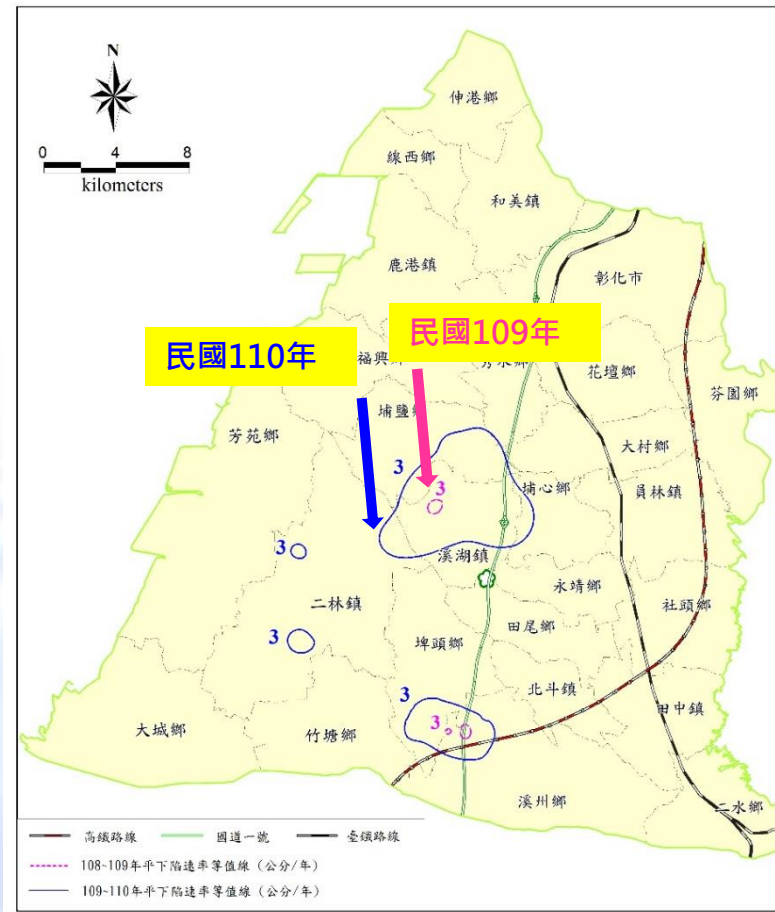 N
0 4 8
kilometers
伸港鄉
線西鄉
和美鎮
鹿港鎮
彰化市
民國109年
民國110年
福興
秀水鄉
花壇鄉
芬園鄉
埔鹽鄉
芳苑鄉
大村鄉
3
3
埔心鄉
員林鎮
3
溪湖鎮
二林鎮
永靖鄉
社頭鄉
3
埤頭鄉
田尾鄉
3
北斗鎮
田中鎮
大城鄉
竹塘鄉
3
溪州鄉
二水鄉
高鐵路線 國道一號 臺鐵路線
108~109年平下陷速率等值線 (公分/年)
109~110年平下陷速率等值線 (公分/年)